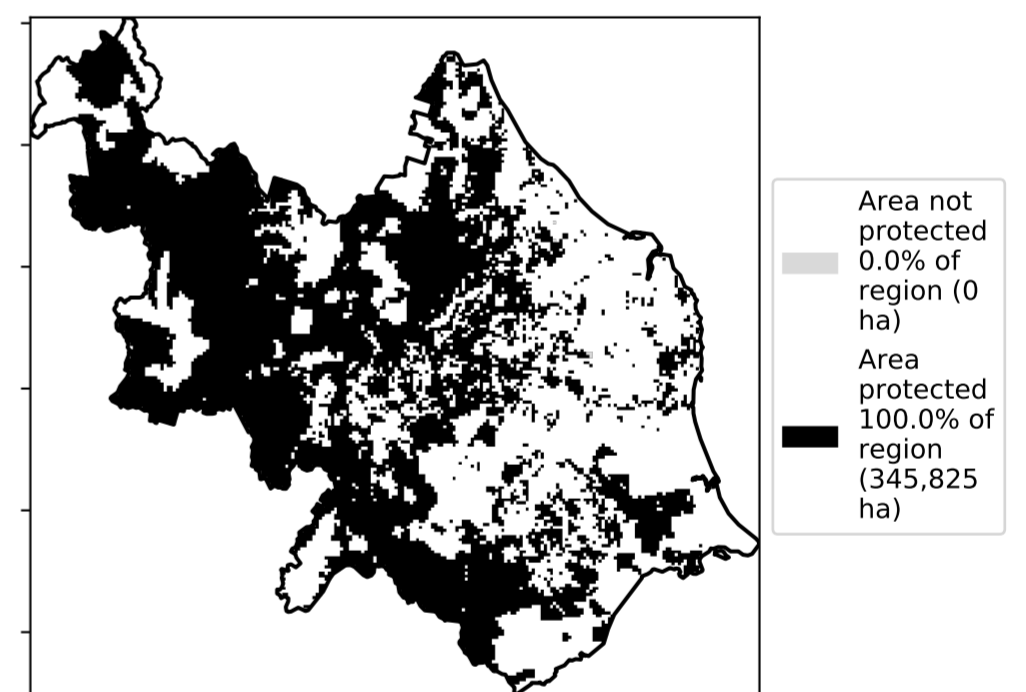 Area not
protected
0.0% of
region (0
ha)
Area
protected
100.0% of
region
(345,825
ha)